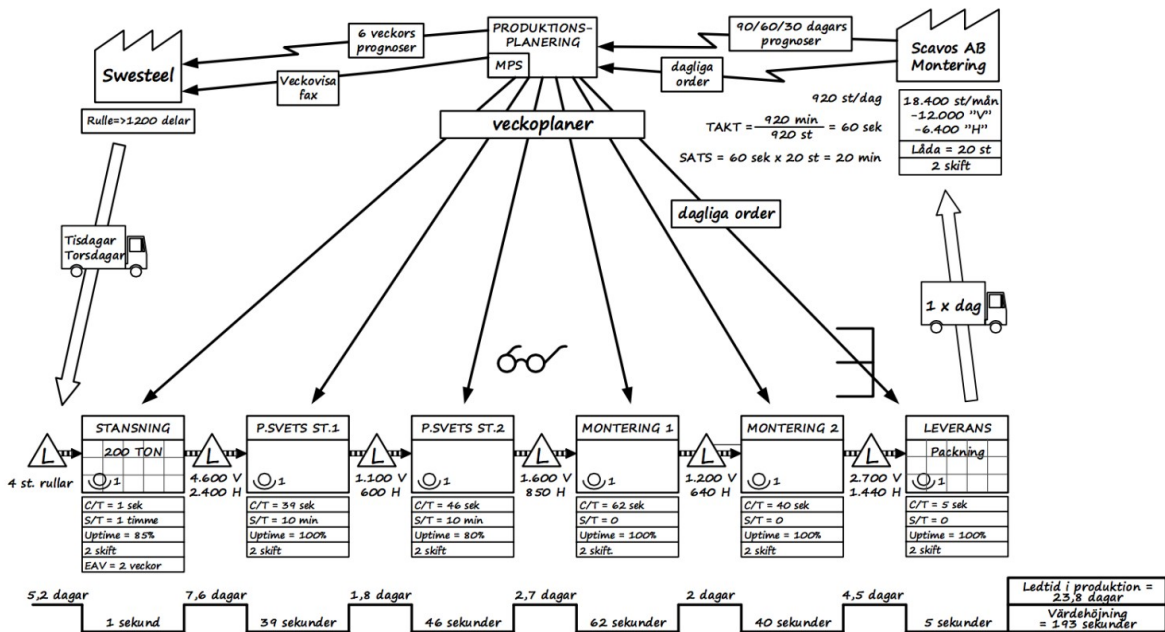 Swesteel
Rulle=>1200 delar
6 veckors
prognoser
Veckovisa
fax
PRODUKTIONS-
PLANERING
MPS
90/60/30 dagars
prognoser
dagliga
order
Scavos AB
Montering
920 st/dag
TAKT = 920 min / 920 st = 60 sek
SATS = 60 sek x 20 st = 20 min
18.400 st/mån
-12.000 "V"
-6.400 "H"
Låda = 20 st
2 skift
veckoplaner
dagliga order
Tisdagar
Torsdagar
1 x dag
L
4 st. rullar
STANSNING
200 TON
1
C/T = 1 sek
S/T = 1 timme
Uptime = 85%
2 skift
EAV = 2 veckor
L
4.600 V
2.400 H
P.SVETS ST.1
1
C/T = 39 sek
S/T = 10 min
Uptime = 100%
2 skift
L
1.100 V
600 H
P.SVETS ST.2
1
C/T = 46 sek
S/T = 10 min
Uptime = 80%
2 skift
L
1.600 V
850 H
MONTERING 1
1
C/T = 62 sek
S/T = 0
Uptime = 100%
2 skift
L
1.200 V
640 H
MONTERING 2
1
C/T = 40 sek
S/T = 0
Uptime = 100%
2 skift
L
2.700 V
1.440 H
LEVERANS
Packning
1
C/T = 5 sek
S/T = 0
Uptime = 100%
2 skift
5,2 dagar
1 sekund
7,6 dagar
39 sekunder
1,8 dagar
46 sekunder
2,7 dagar
62 sekunder
2 dagar
40 sekunder
4,5 dagar
5 sekunder
Ledtid i produktion =
23,8 dagar
Värdehöjning
= 193 sekunder